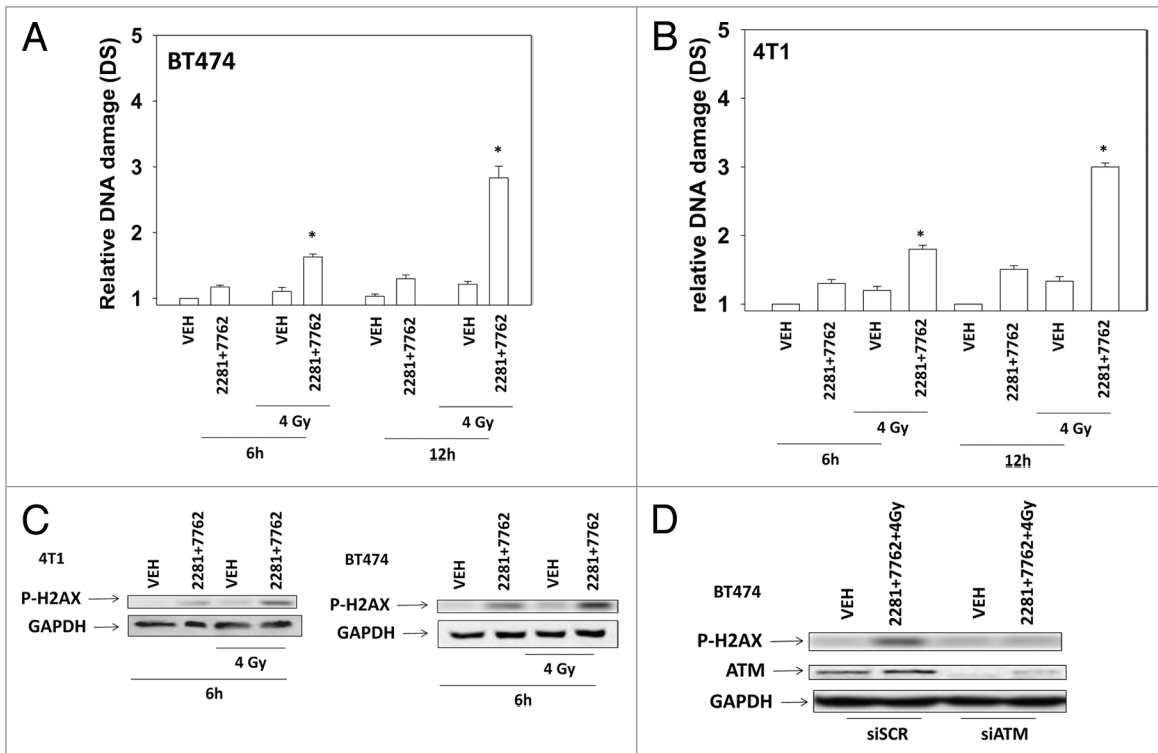 A
BT474
Relative DNA damage (DS)
5
4
3
2
1
*
*
VEH
2281+7762
VEH
2281+7762
VEH
2281+7762
VEH
2281+7762
4 Gy
4 Gy
6h
12h
B
4T1
relative DNA damage (DS)
5
4
3
2
1
*
*
VEH
2281+7762
VEH
2281+7762
VEH
2281+7762
VEH
2281+7762
4 Gy
4 Gy
6h
12h
C
4T1
VEH
2281+7762
VEH
2281+7762
P-H2AX
GAPDH
4 Gy
6h
BT474
VEH
2281+7762
VEH
2281+7762
P-H2AX
GAPDH
4 Gy
6h
D
BT474
VEH
2281+7762+4Gy
VEH
2281+7762+4Gy
P-H2AX
ATM
GAPDH
siSCR
siATM